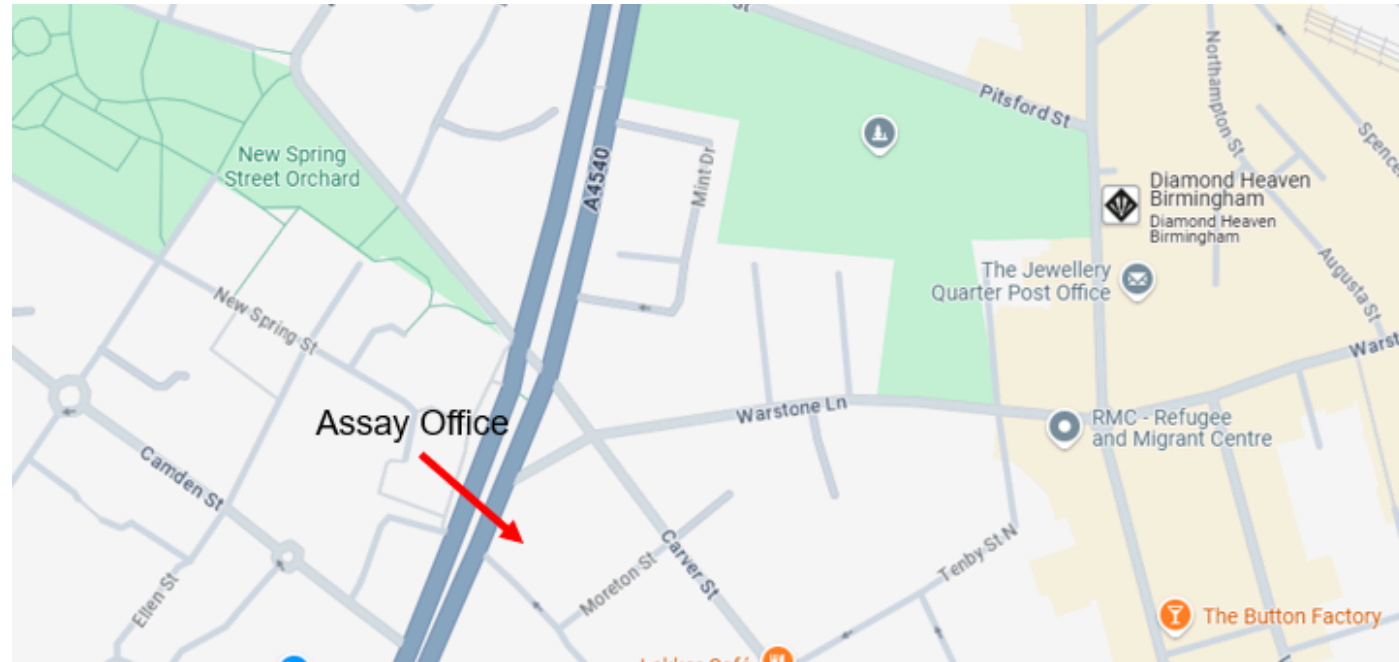 St
Pitsford St
Northampton St
Spencer
New Spring
Street Orchard
A4540
Mint Dr
Diamond Heaven
Birmingham
Diamond Heaven
Birmingham
The Jewellery
Quarter Post Office
Augusta St
New Spring St
Warst
Warstone Ln
Assay Office
RMC - Refugee
and Migrant Centre
Camden St
Carver St
Tenby St N
Moreton St
Ellen St
The Button Factory